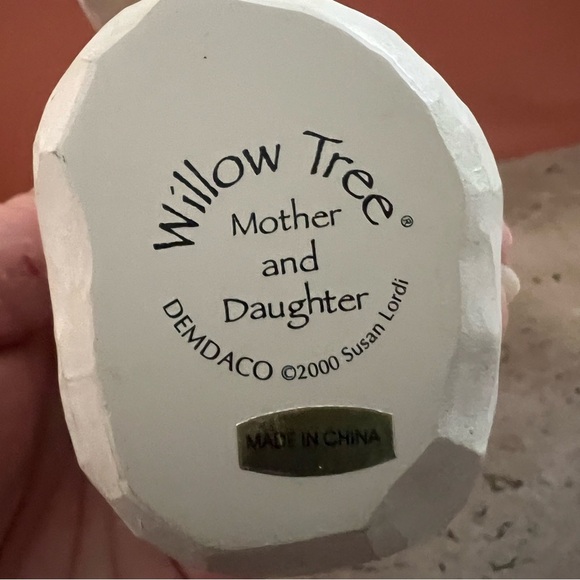 Willow Tree®
Mother
and
Daughter
DEMDACO ©2000 Susan Lordi
MADE IN CHINA